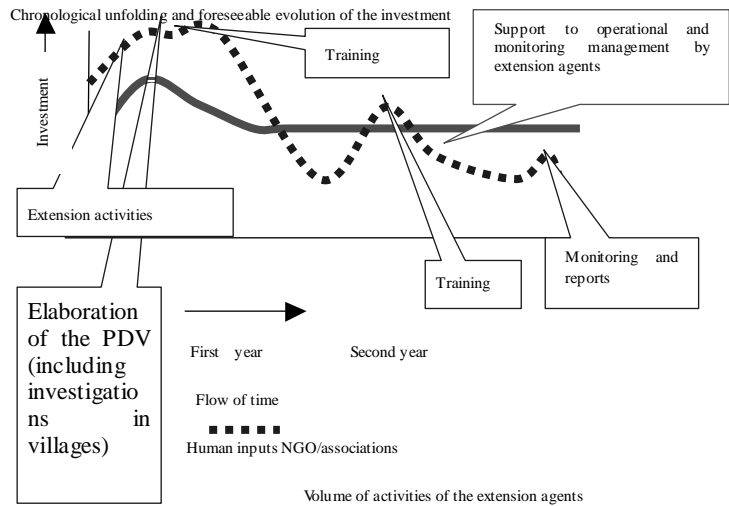 Chronological unfolding and foreseeable evolution of the investment
Investment
Training
Support to operational and
monitoring management by
extension agents
Extension activities
Monitoring and
reports
Training
Elaboration
of the PDV
(including
investigatio
ns in
villages)
First year
Second year
Flow of time
Human inputs NGO/associations
Volume of activities of the extension agents